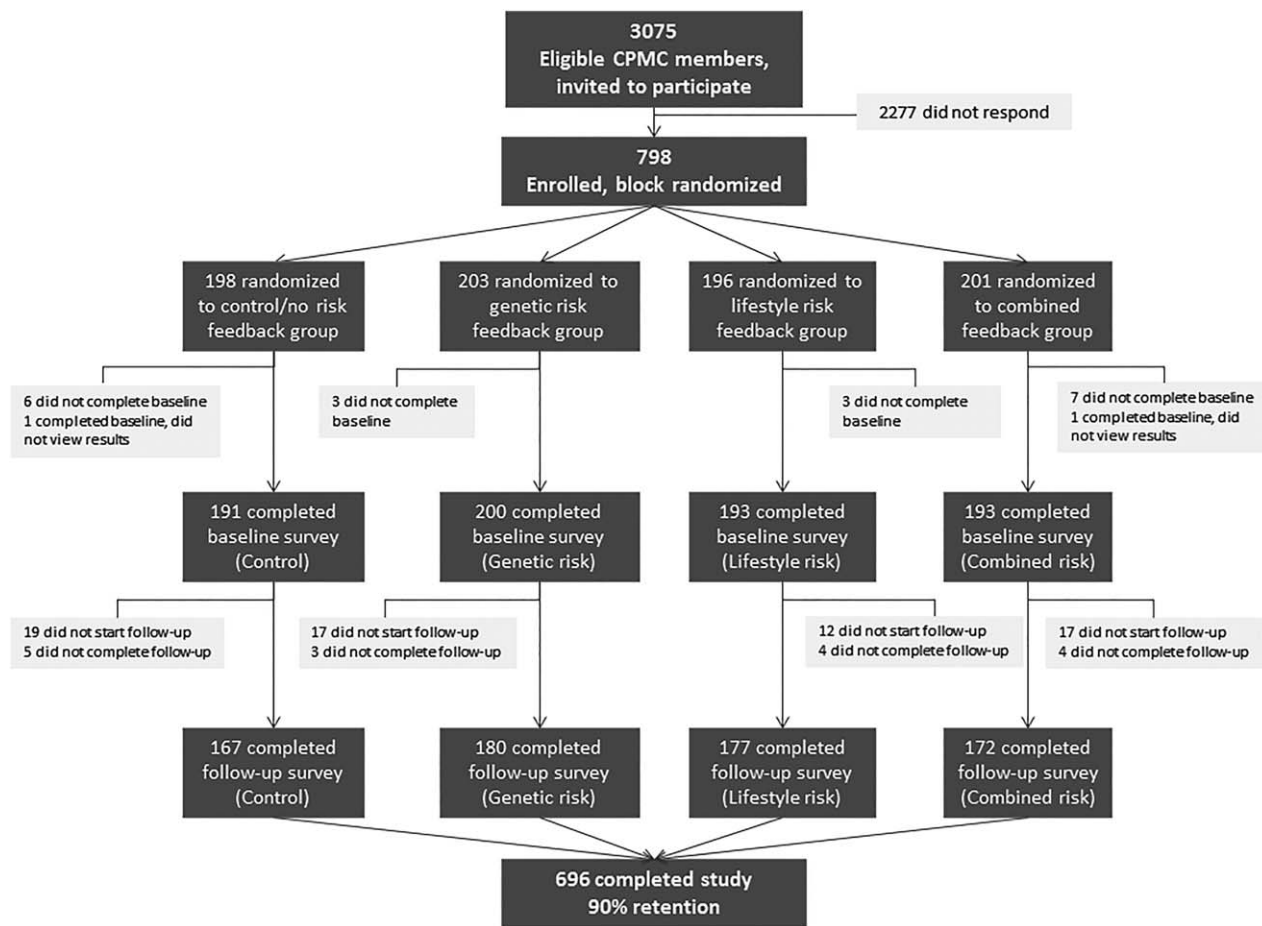 3075
Eligible CPMC members,
invited to participate
2277 did not respond
798
Enrolled, block randomized
198 randomized
to control/no risk
feedback group
203 randomized to
genetic risk
feedback group
196 randomized to
lifestyle risk
feedback group
201 randomized
to combined
feedback group
6 did not complete baseline
1 completed baseline, did
not view results
3 did not complete
baseline
3 did not complete
baseline
7 did not complete baseline
1 completed baseline, did
not view results
191 completed
baseline survey
(Control)
200 completed
baseline survey
(Genetic risk)
193 completed
baseline survey
(Lifestyle risk)
193 completed
baseline survey
(Combined risk)
19 did not start follow-up
5 did not complete follow-up
17 did not start follow-up
3 did not complete follow-up
12 did not start follow-up
4 did not complete follow-up
17 did not start follow-up
4 did not complete follow-up
167 completed
follow-up survey
(Control)
180 completed
follow-up survey
(Genetic risk)
177 completed
follow-up survey
(Lifestyle risk)
172 completed
follow-up survey
(Combined risk)
696 completed study
90% retention